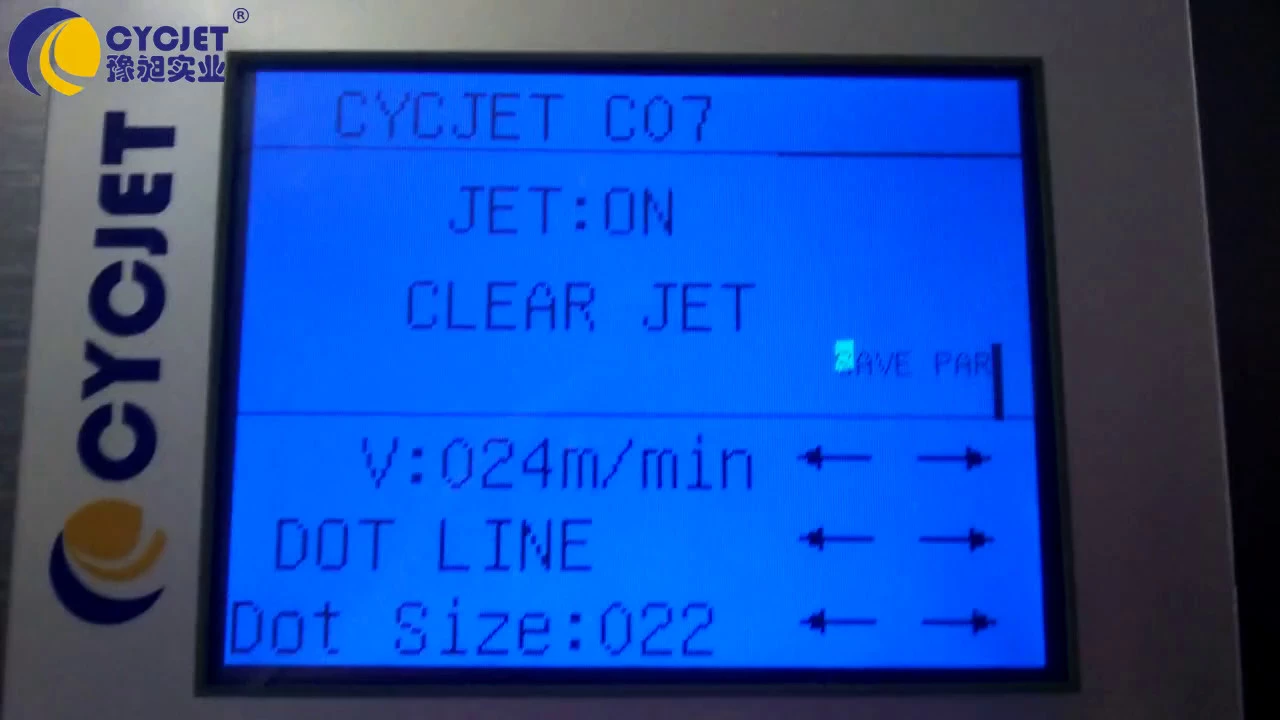 CYCJET®
豫昶实业
CYCJET
CYCJET C07
JET:ON
CLEAR JET
SAVE PAR
V:024m/min
DOT LINE
Dot Size:022